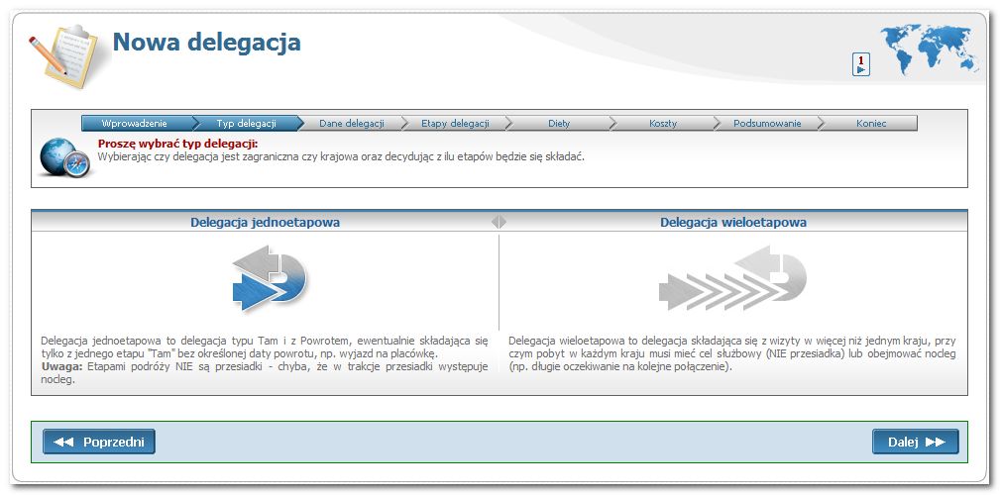 Nowa delegacja
1
Wprowadzenie Typ delegacji Dane delegacji Etapy delegacji Diety Koszty Podsumowanie Koniec
Proszę wybrać typ delegacji:
Wybierając czy delegacja jest zagraniczna czy krajowa oraz decydując z ilu etapów będzie się składać.
Delegacja jednoetapowa
Delegacja jednoetapowa to delegacja typu Tam i z Powrotem, ewentualnie składająca się
tylko z jednego etapu "Tam" bez określonej daty powrotu, np. wyjazd na placówkę.
Uwaga: Etapami podróży NIE są przesiadki - chyba, że w trakcie przesiadki występuje
nocleg.
Delegacja wieloetapowa
Delegacja wieloetapowa to delegacja składająca się z wizyty w więcej niż jednym kraju, przy
czym pobyt w każdym kraju musi mieć cel służbowy (NIE przesiadka) lub obejmować nocleg
(np. długie oczekiwanie na kolejne połączenie).
Poprzedni
Dalej